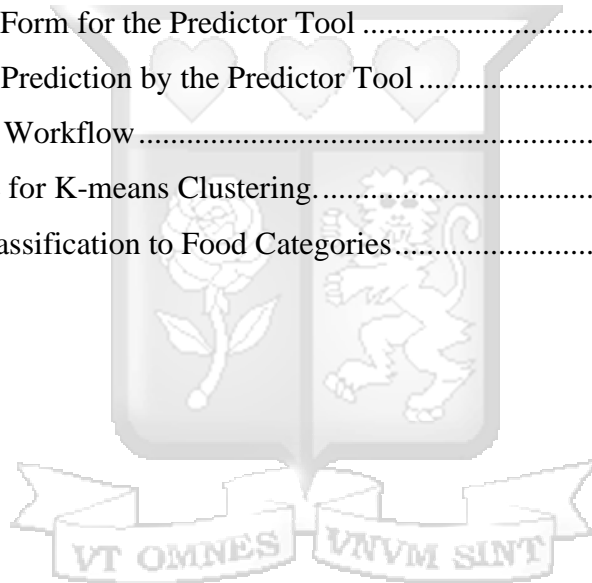 Form for the Predictor Tool ..............................
Prediction by the Predictor Tool .......................
Workflow ...........................................................
for K-means Clustering ....................................
assification to Food Categories ..........................
VT OMNES VNVM SINT